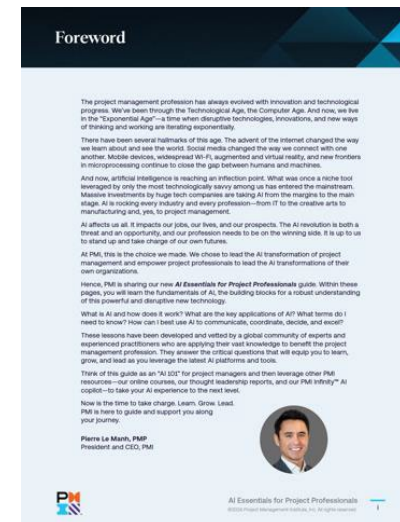 Foreword
The project management profession has always evolved with innovation and technological
progress. We've been through the Technological Age, the Computer Age. And now, we live
in the "Exponential Age"—a time when disruptive technologies, innovations, and new ways
of thinking and working are iterating exponentially.
There have been several hallmarks of this age. The advent of the internet changed the way
we learn about and see the world. Social media changed the way we connect with one
another. Mobile devices, widespread Wi-Fi, augmented and virtual reality, and new frontiers
in microprocessing continue to close the gap between humans and machines.
And now, artificial intelligence is reaching an inflection point. What was once a niche tool
leveraged by only the most technologically savvy among us has entered the mainstream.
Massive investments by huge tech companies are taking AI from the margins to the main
stage. AI is rocking every industry and every profession—from IT to the creative arts to
manufacturing and, yes, to project management.
AI affects us all. It impacts our jobs, our lives, and our prospects. The AI revolution is both a
threat and an opportunity, and our profession needs to be on the winning side. It is up to us
to stand up and take charge of our own futures.
At PMI, this is the choice we made. We chose to lead the AI transformation of project
management and empower project professionals to lead the AI transformations of their
own organizations.
Hence, PMI is sharing our new AI Essentials for Project Professionals guide. Within these
pages, you will learn the fundamentals of AI, the building blocks for a robust understanding
of this powerful and disruptive new technology.
What is AI and how does it work? What are the key applications of AI? What terms do I
need to know? How can I best use AI to communicate, coordinate, decide, and excel?
These lessons have been developed and vetted by a global community of experts and
experienced practitioners who are applying their vast knowledge to benefit the project
management profession. They answer the critical questions that will equip you to learn,
grow, and lead as you leverage the latest AI platforms and tools.
Think of this guide as an "AI 101" for project managers and then leverage other PMI
resources—our online courses, our thought leadership reports, and our PMI Infinity™ AI
copilot—to take your AI experience to the next level.
Now is the time to take charge. Learn. Grow. Lead.
PMI is here to guide and support you along
your journey.
Pierre Le Manh, PMP
President and CEO, PMI
AI Essentials for Project Professionals
Project Management Institute, Inc. All rights reserved.
i